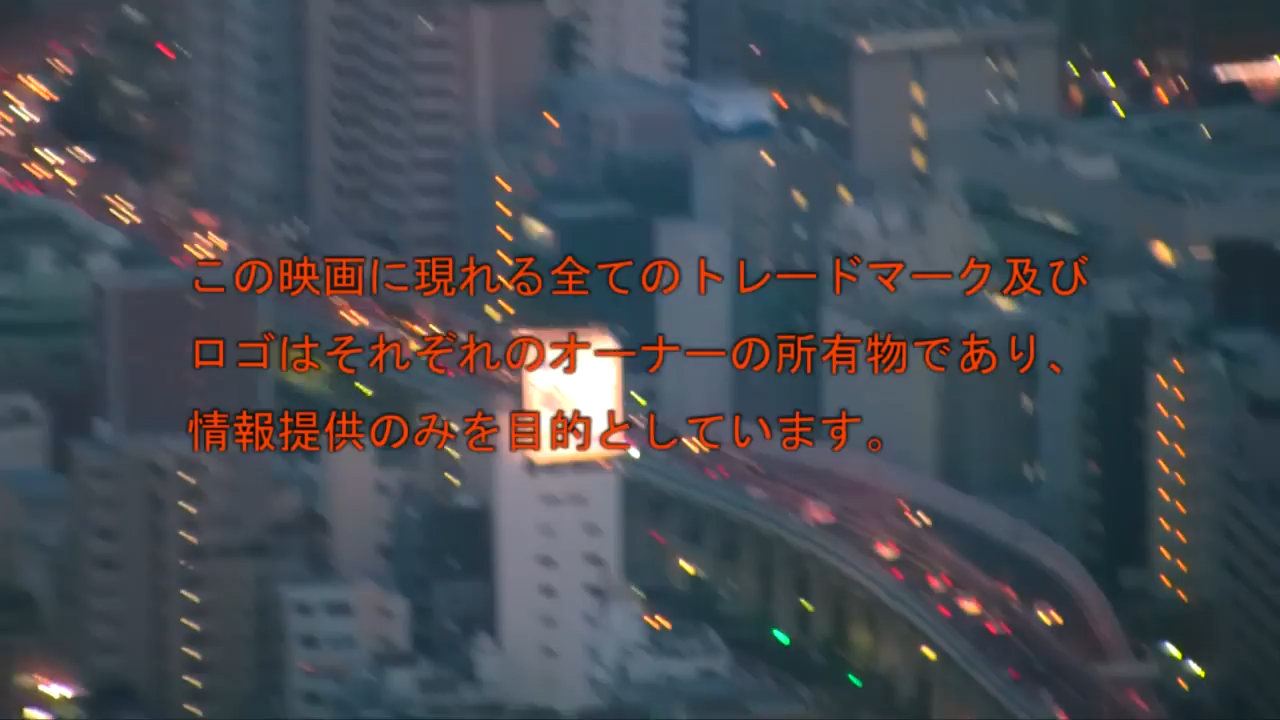 この映画に現れる全てのトレードマーク及び
ロゴはそれぞれのオーナーの所有物であり、
情報提供のみを目的としています。